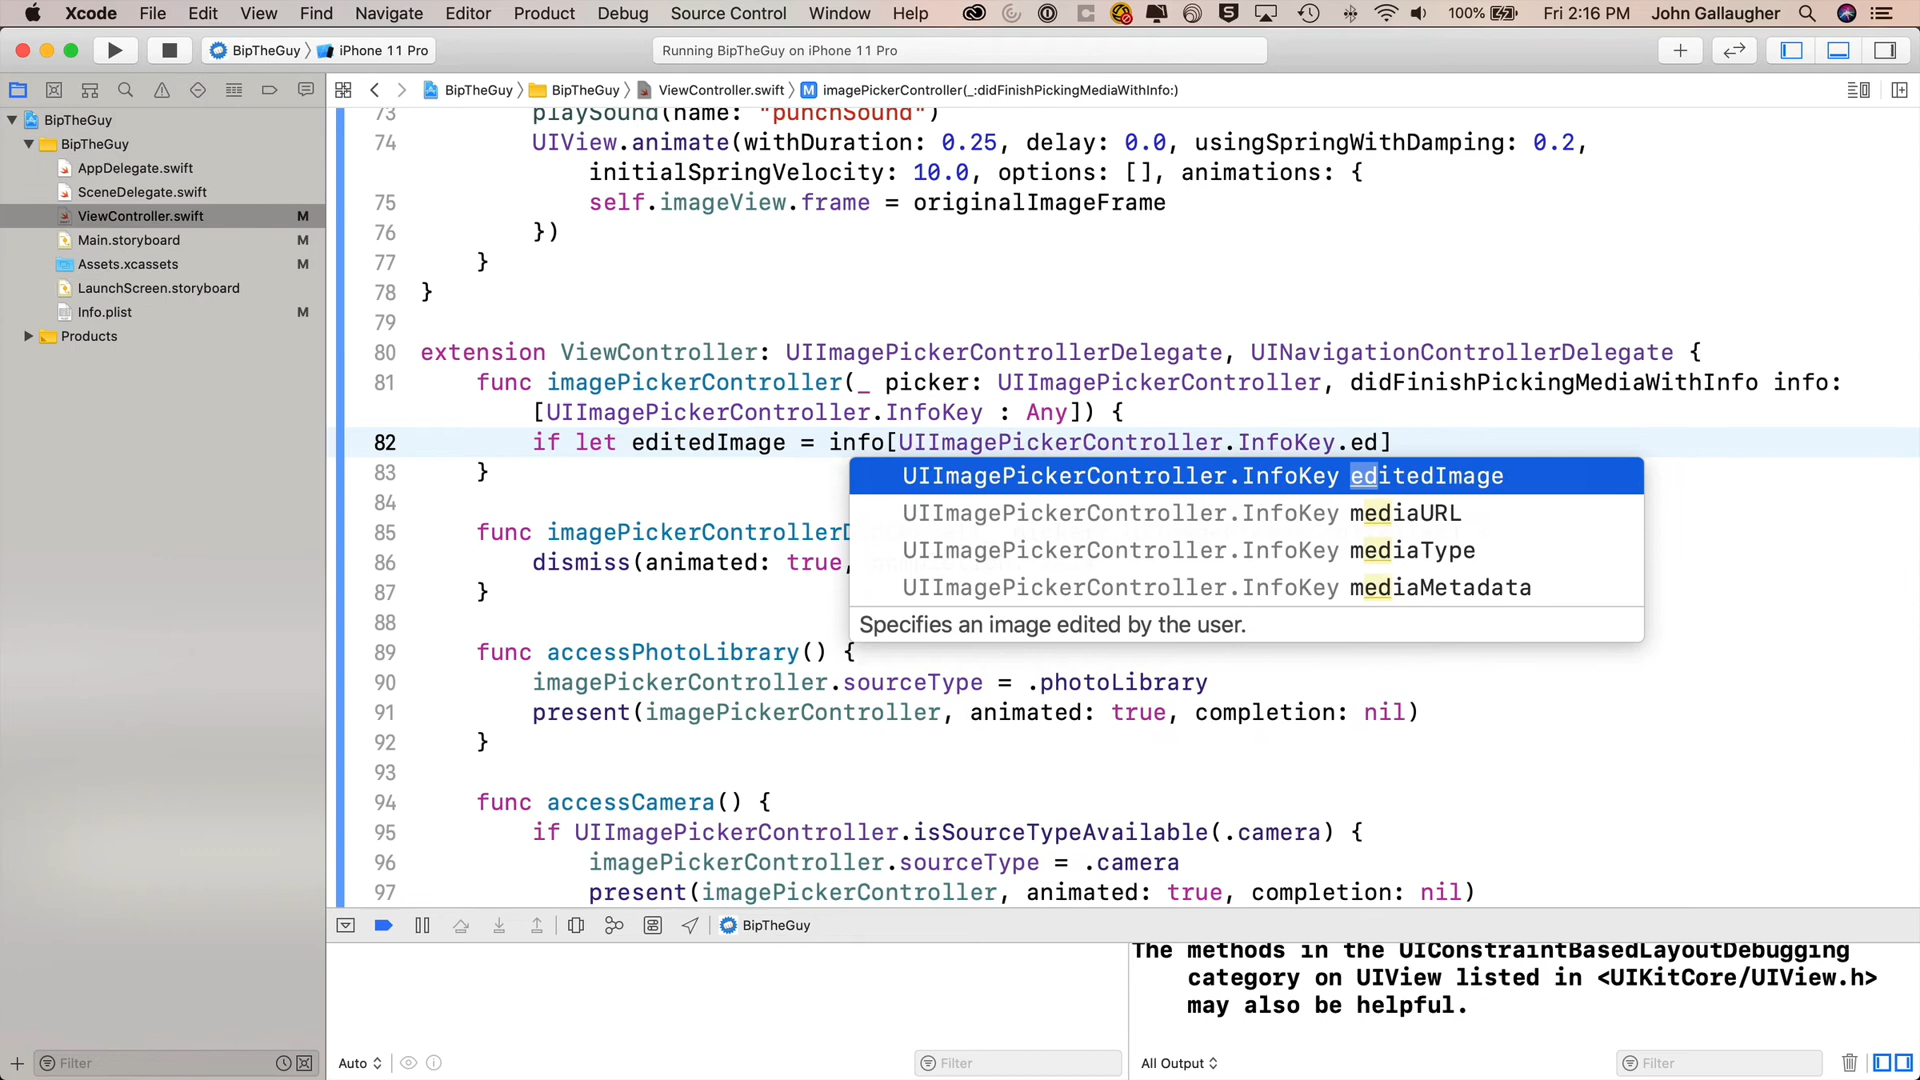 Xcode File Edit View Find Navigate Editor Product Debug Source Control Window Help 100% Fri 2:16 PM John Gallaugher
BipTheGuy iPhone 11 Pro
Running BipTheGuy on iPhone 11 Pro
BipTheGuy BipTheGuy ViewController.swift imagePickerController(_:didFinishPickingMediaWithInfo:)
BipTheGuy
BipTheGuy
AppDelegate.swift
SceneDelegate.swift
ViewController.swift M
Main.storyboard M
Assets.xcassets M
LaunchScreen.storyboard
Info.plist M
Products
73 playSound(name: "punchSound")
74 UIView.animate(withDuration: 0.25, delay: 0.0, usingSpringWithDamping: 0.2,
initialSpringVelocity: 10.0, options: [], animations: {
75 self.imageView.frame = originalImageFrame
76 })
77 }
78 }
79
80 extension ViewController: UIImagePickerControllerDelegate, UINavigationControllerDelegate {
81 func imagePickerController(_ picker: UIImagePickerController, didFinishPickingMediaWithInfo info:
[UIImagePickerController.InfoKey : Any]) {
82 if let editedImage = info[UIImagePickerController.InfoKey.ed]
UIImagePickerController.InfoKey editedImage
UIImagePickerController.InfoKey mediaURL
UIImagePickerController.InfoKey mediaType
UIImagePickerController.InfoKey mediaMetadata
Specifies an image edited by the user.
83 }
84
85 func imagePickerController
86 dismiss(animated: true,
87 }
88
89 func accessPhotoLibrary() {
90 imagePickerController.sourceType = .photoLibrary
91 present(imagePickerController, animated: true, completion: nil)
92 }
93
94 func accessCamera() {
95 if UIImagePickerController.isSourceTypeAvailable(.camera) {
96 imagePickerController.sourceType = .camera
97 present(imagePickerController, animated: true, completion: nil)
BipTheGuy
The methods in the UIConstraintBasedLayoutDebugging
category on UIView listed in <UIKitCore/UIView.h>
may also be helpful.
Filter Auto Filter All Output Filter